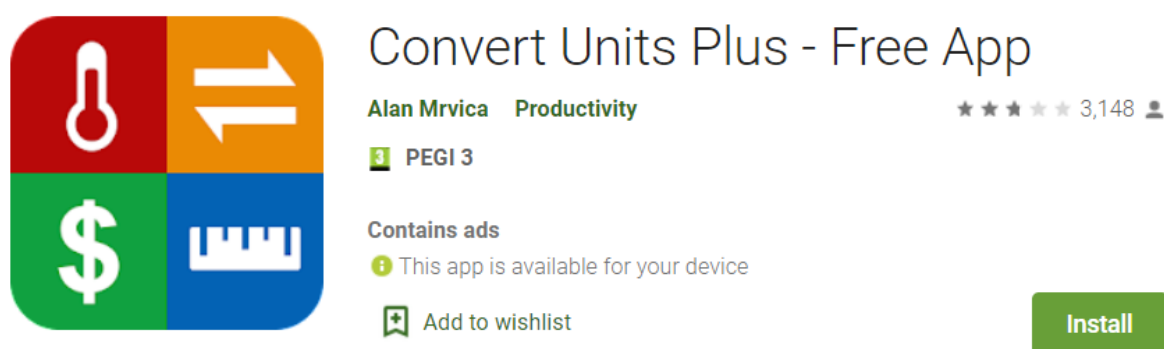 Convert Units Plus - Free App
Alan Mrvica Productivity 3,148
3 PEGI 3
Contains ads
This app is available for your device
Add to wishlist
Install
$